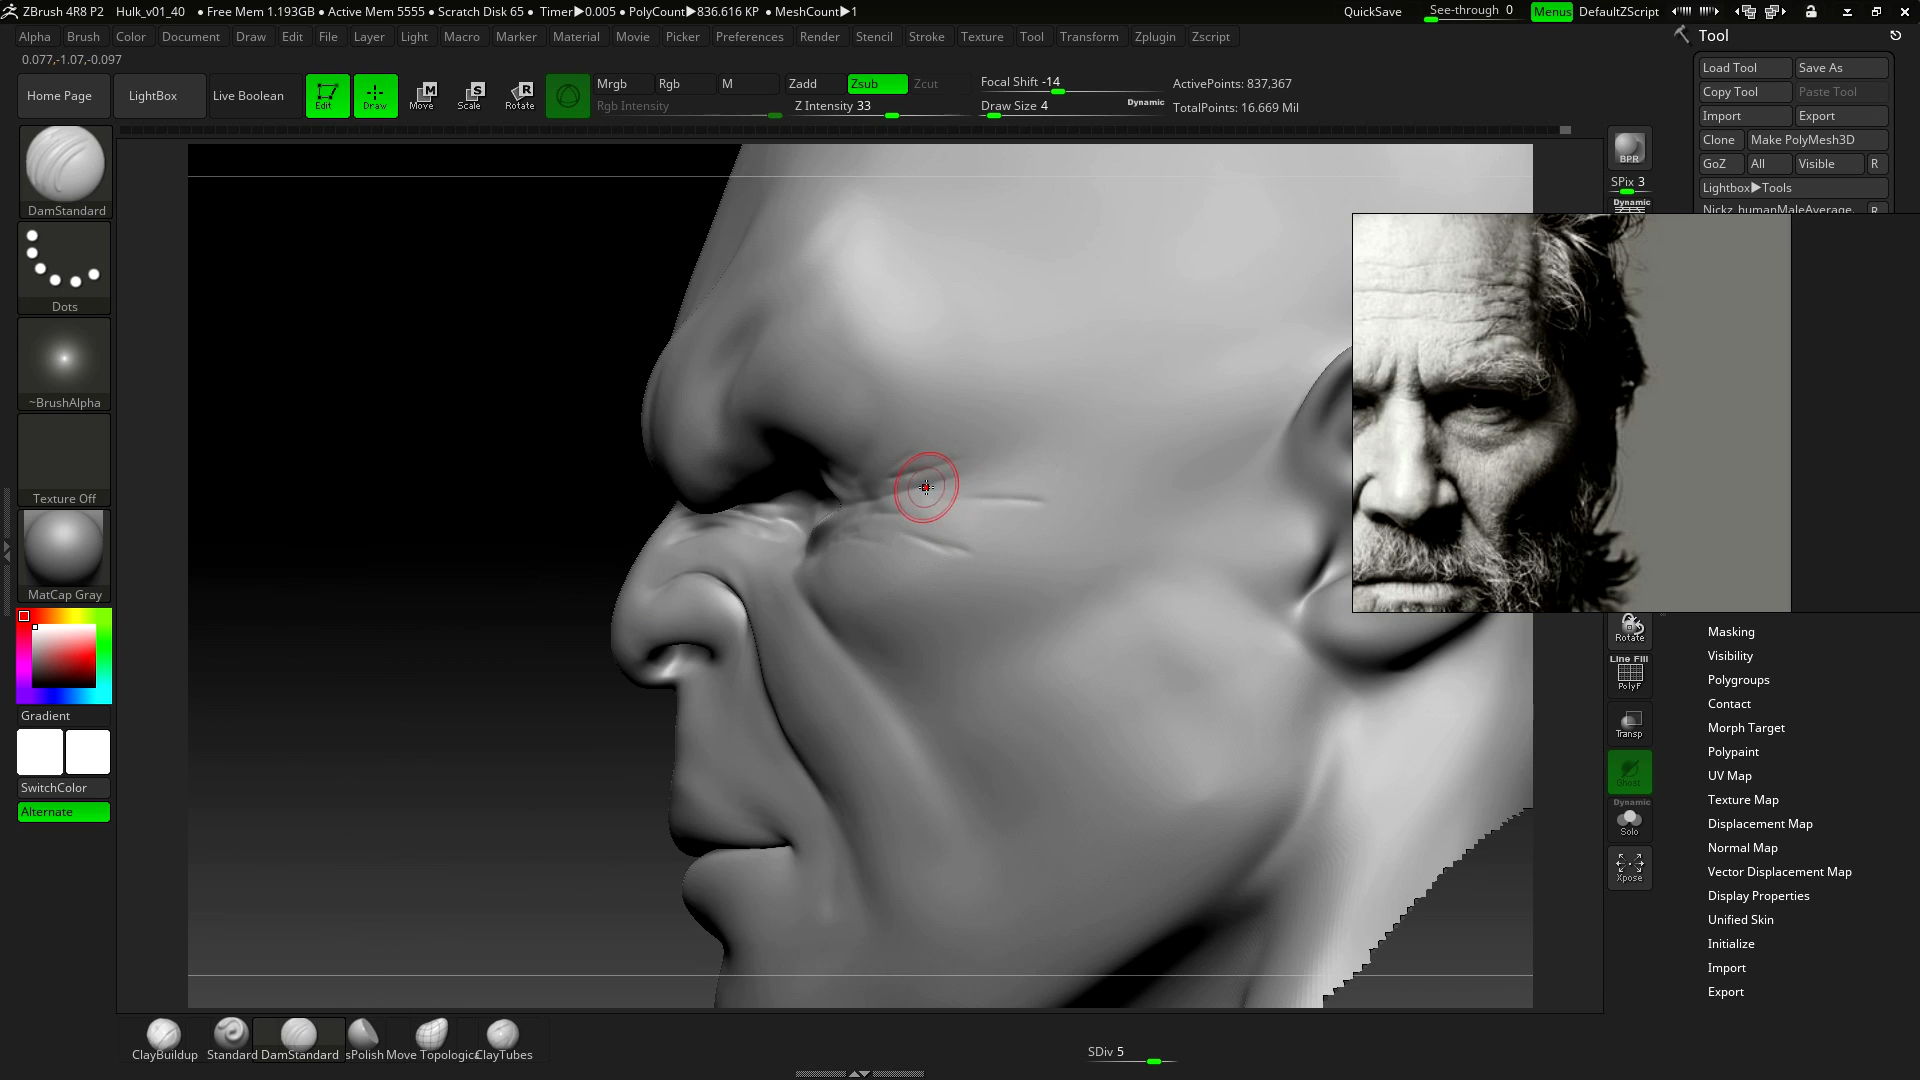 ZBrush 4R8 P2 Hulk_v01_40 ● Free Mem 1.193GB ● Active Mem 5555 ● Scratch Disk 65 ● Timer▶0.005 ● PolyCount▶836.616 KP ● MeshCount▶1 QuickSave See-through 0 Menus DefaultZScript
Alpha Brush Color Document Draw Edit File Layer Light Macro Marker Material Movie Picker Preferences Render Stencil Stroke Texture Tool Transform Zplugin Zscript
Tool
0.077,-1.07,-0.097
Home Page LightBox Live Boolean Edit Draw Move Scale Rotate
Mrgb Rgb M Zadd Zsub Zcut Focal Shift -14 ActivePoints: 837,367
Rgb Intensity Z Intensity 33 Draw Size 4 Dynamic TotalPoints: 16.669 Mil
Load Tool Save As
Copy Tool Paste Tool
Import Export
Clone Make PolyMesh3D
GoZ All Visible R
Lightbox▶Tools
Nickz_humanMaleAverage. R
DamStandard
Dots
~BrushAlpha
Texture Off
MatCap Gray
Gradient
SwitchColor
Alternate
BPR
SPix 3
Dynamic
Rotate
Line Fill
PolyF
Transp
Ghost
Dynamic
Solo
Xpose
Masking
Visibility
Polygroups
Contact
Morph Target
Polypaint
UV Map
Texture Map
Displacement Map
Normal Map
Vector Displacement Map
Display Properties
Unified Skin
Initialize
Import
Export
ClayBuildup Standard DamStandard sPolish Move Topologica ClayTubes
SDiv 5